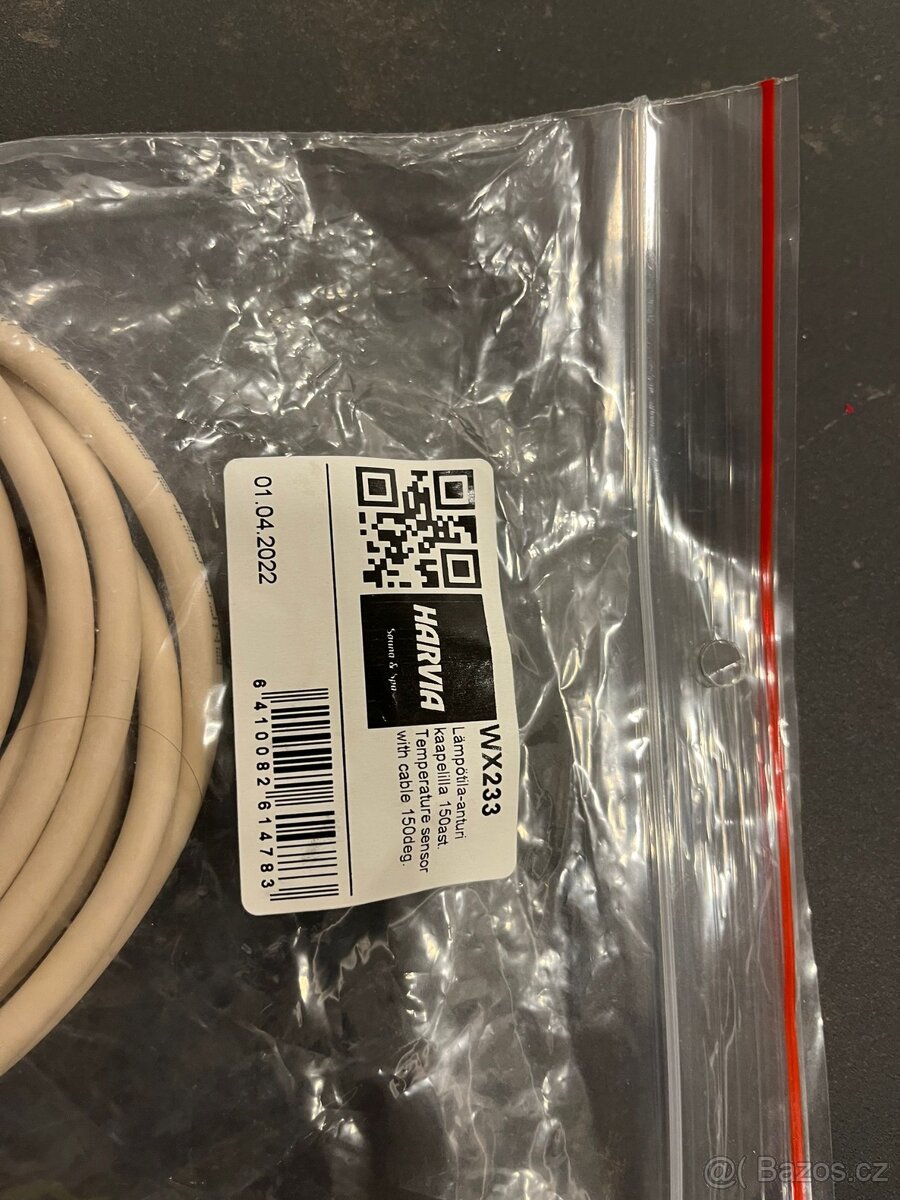 HARVIA
Sauna & Spa
WX233
Lämpötila-anturi
kaapelilla 150ast.
Temperature sensor
with cable 150deg.
01.04.2022
6 410082 614783
@( Bazos.cz